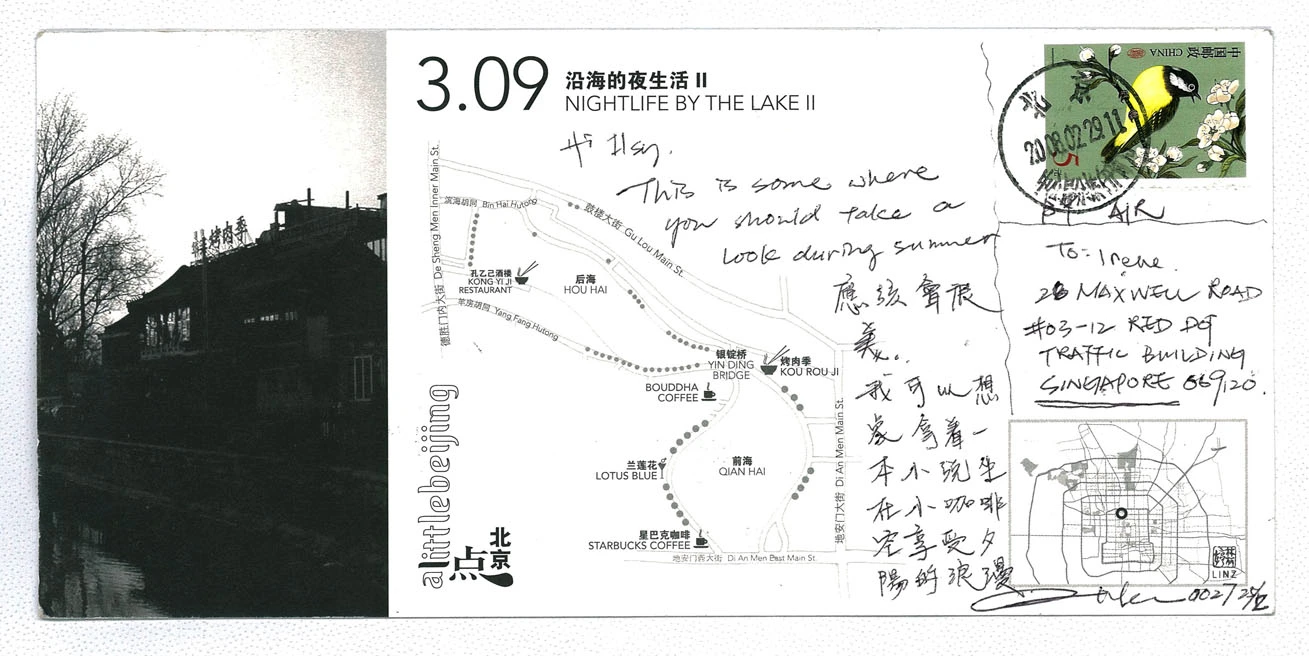 烤肉季
3.09
沿海的夜生活 II
NIGHTLIFE BY THE LAKE II
Hi
This is some where
you should take a
look during summer
應該會很
美..
我可以想
象拿着一
本小说坐
在小咖啡
室享受夕
陽的浪漫
德胜门内大街 De Sheng Men Inner Main St.
滨海胡同 Bin Hai Hutong
鼓楼大街 Gu Lou Main St.
孔乙己酒楼
KONG YI JI
RESTAURANT
后海
HOU HAI
羊房胡同 Yang Fang Hutong
银锭桥
YIN DING
BRIDGE
烤肉季
KOU ROU JI
BOUDDHA
COFFEE
兰莲花
LOTUS BLUE
前海
QIAN HAI
地安门大街 Di An Men Main St.
星巴克咖啡
STARBUCKS COFFEE
地安门西大街 Di An Men East Main St.
alittlebeijing
北京
点
中国邮政
CHINA
北
京
20.08.02.29.11
BY AIR
To: Irene.
28 MAXWELL ROAD
#03-12 RED DOT
TRAFFIC BUILDING
SINGAPORE 069120.
LINZ
0027